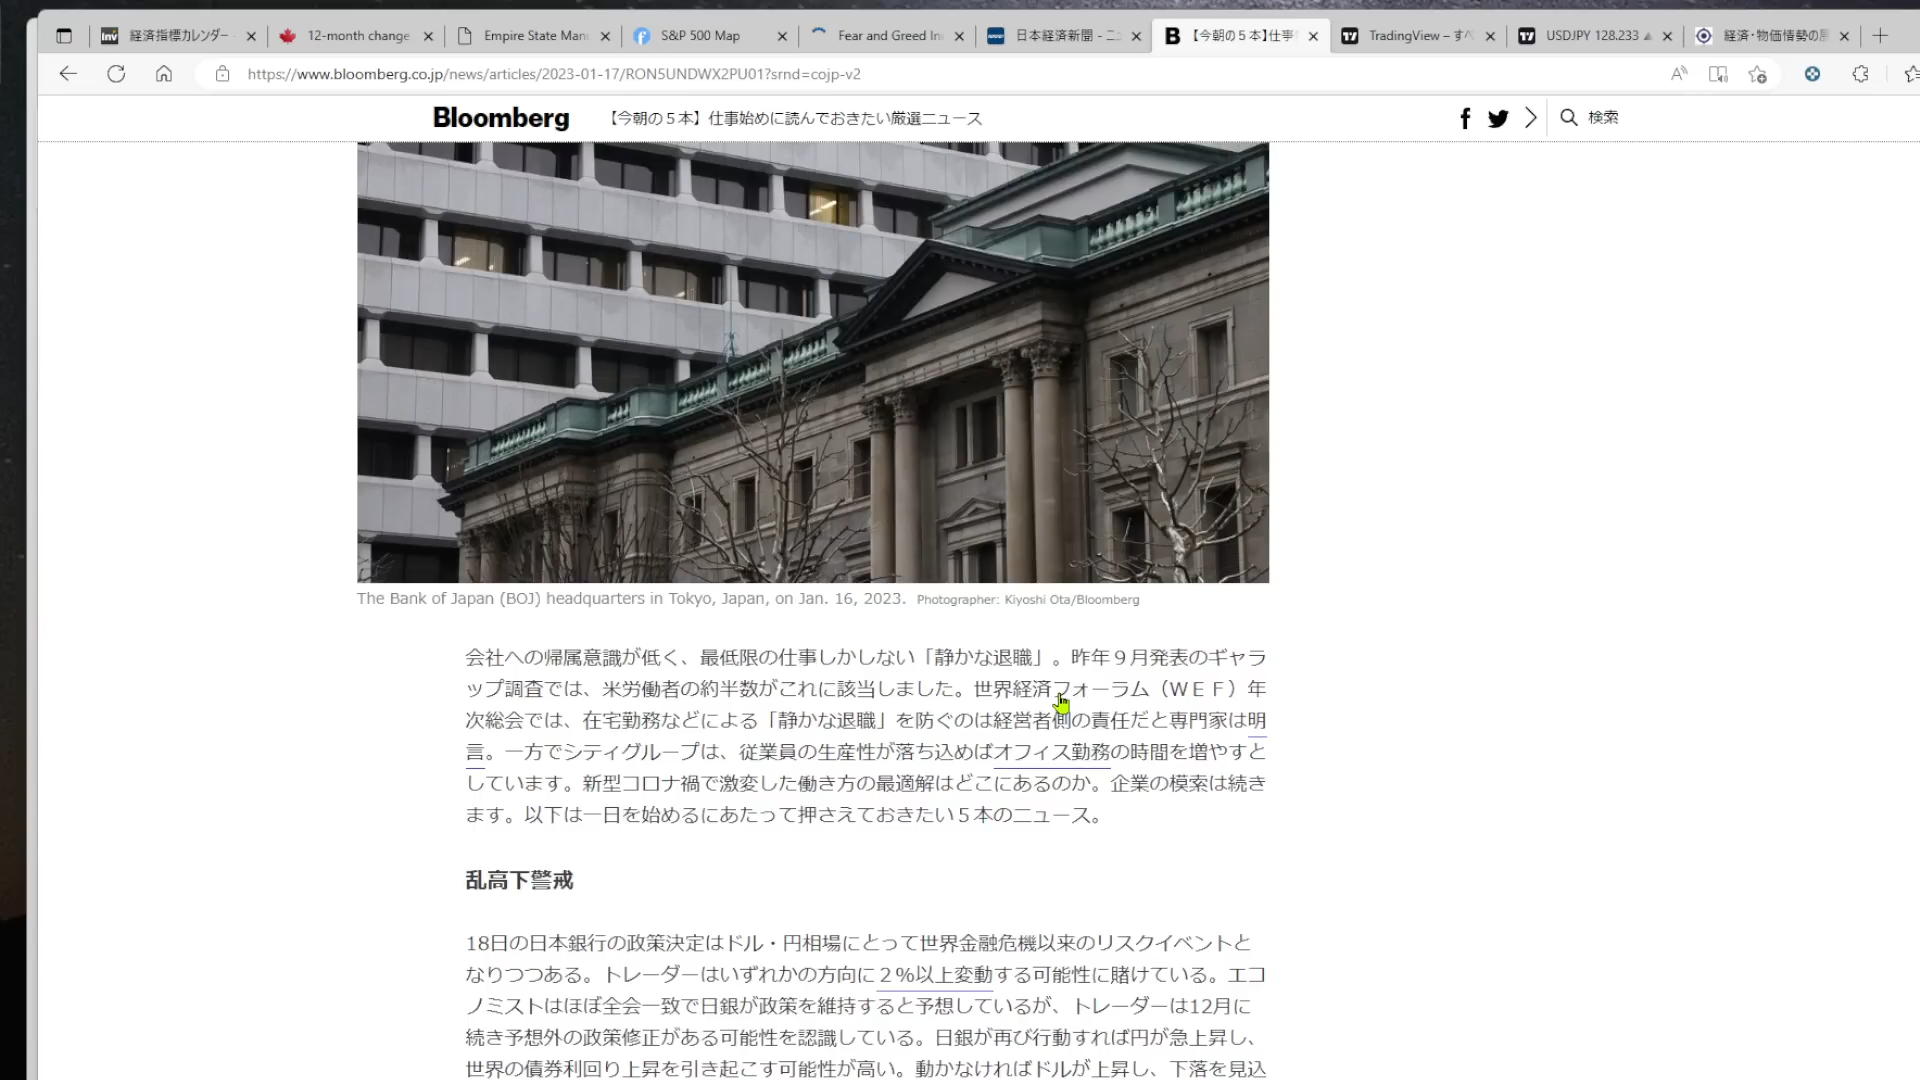 経済指標カレンダー
12-month change
Empire State Man
S&P 500 Map
Fear and Greed In
日本経済新聞 - ニュ
【今朝の５本】仕事
TradingView – すべ
USDJPY 128.233
経済・物価情勢の展
https://www.bloomberg.co.jp/news/articles/2023-01-17/RON5UNDWX2PU01?srnd=cojp-v2
Bloomberg 【今朝の５本】仕事始めに読んでおきたい厳選ニュース 検索
The Bank of Japan (BOJ) headquarters in Tokyo, Japan, on Jan. 16, 2023. Photographer: Kiyoshi Ota/Bloomberg
会社への帰属意識が低く、最低限の仕事しかしない「静かな退職」。昨年９月発表のギャラ
ップ調査では、米労働者の約半数がこれに該当しました。世界経済フォーラム（ＷＥＦ）年
次総会では、在宅勤務などによる「静かな退職」を防ぐのは経営者側の責任だと専門家は明
言。一方でシティグループは、従業員の生産性が落ち込めばオフィス勤務の時間を増やすと
しています。新型コロナ禍で激変した働き方の最適解はどこにあるのか。企業の模索は続き
ます。以下は一日を始めるにあたって押さえておきたい５本のニュース。
乱高下警戒
18日の日本銀行の政策決定はドル・円相場にとって世界金融危機以来のリスクイベントと
なりつつある。トレーダーはいずれかの方向に２％以上変動する可能性に賭けている。エコ
ノミストはほぼ全会一致で日銀が政策を維持すると予想しているが、トレーダーは12月に
続き予想外の政策修正がある可能性を認識している。日銀が再び行動すれば円が急上昇し、
世界の債券利回り上昇を引き起こす可能性が高い。動かなければドルが上昇し、下落を見込